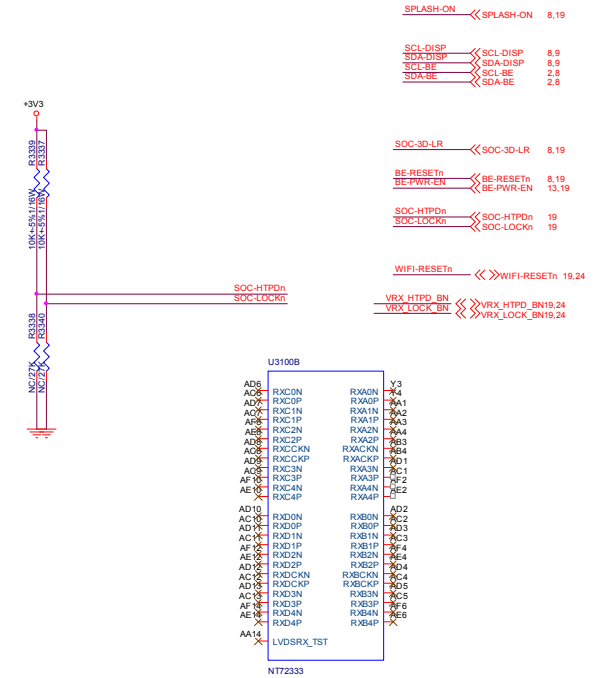 SPLASH-ON SPLASH-ON 8,19
SCL-DISP SCL-DISP 8,9
SDA-DISP SDA-DISP 8,9
SCL-BE SCL-BE 2,8
SDA-BE SDA-BE 2,8
+3V3
R3339 R3337
10K+-5%1/16W 10K+-5%1/16W
SOC-3D-LR SOC-3D-LR 8,19
BE-RESETn BE-RESETn 8,19
BE-PWR-EN BE-PWR-EN 13,19
SOC-HTPDn SOC-HTPDn 19
SOC-LOCKn SOC-LOCKn 19
WIFI-RESETn WIFI-RESETn 19,24
SOC-HTPDn
SOC-LOCKn
VRX_HTPD_BN VRX_HTPD_BN19,24
VRX_LOCK_BN VRX_LOCK_BN19,24
R3338 R3340
NC/27K NC/27K
U3100B
AD6 RXC0N RXA0N Y3
AC6 RXC0P RXA0P Y4
AD7 RXC1N RXA1N AA1
AC7 RXC1P RXA1P AA2
AF8 RXC2N RXA2N AA3
AE8 RXC2P RXA2P AA4
AD8 RXCCKN RXACKN AB3
AC8 RXCCKP RXACKP AB4
AD9 RXC3N RXA3N AD1
AC9 RXC3P RXA3P AC1
AF10 RXC4N RXA4N AF2
AE10 RXC4P RXA4P AE2
AD10 RXD0N RXB0N AD2
AC10 RXD0P RXB0P AC2
AD11 RXD1N RXB1N AD3
AC11 RXD1P RXB1P AC3
AF12 RXD2N RXB2N AF4
AE12 RXD2P RXB2P AE4
AD12 RXDCKN RXBCKN AD4
AC12 RXDCKP RXBCKP AC4
AD13 RXD3N RXB3N AD5
AC13 RXD3P RXB3P AC5
AF14 RXD4N RXB4N AF6
AE14 RXD4P RXB4P AE6
AA14 LVDSRX_TST
NT72333